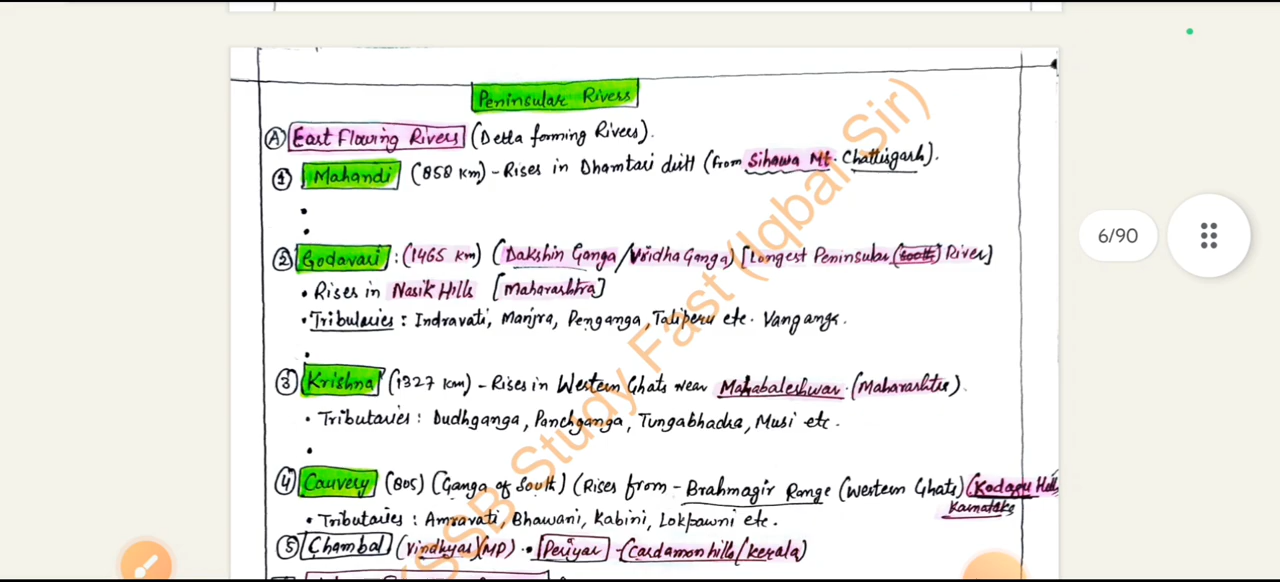 Peninsular Rivers
(A) East Flowing Rivers (Delta forming Rivers).
(1) Mahandi (858 Km) - Rises in Dhamtari distt (from Sihawa Mt. Chattisgarh).
(2) Godavari : (1465 Km) (Dakshin Ganga/Vridha Ganga) [Longest Peninsular (South) River]
• Rises in Nasik Hills [Maharashtra]
• Tributaries : Indravati, Manjra, Penganga, Taliperu etc. Vanganga.
6/90
(3) Krishna (1327 Km) - Rises in Western Ghats near Mahabaleshwar. (Maharashtra).
• Tributaries : Dudhganga, Panchganga, Tungabhadra, Musi etc.
(4) Cauvery (805) (Ganga of South) (Rises from - Brahmagir Range (Western Ghats) (Kodagu Hills
Karnataka
• Tributaries : Amravati, Bhawani, Kabini, Lokpawni etc.
(5) Chambal (Vindhyas)(MP) • Periyar - (Cardamon hills/Kerala)
KSSB Study Fast (Iqbal Sir)